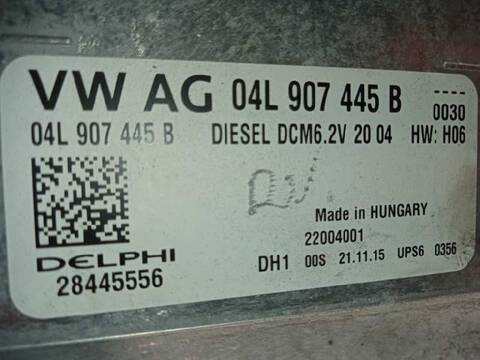 VW AG 04L 907 445 B
----
0030
04L 907 445 B DIESEL DCM6.2V 20 04 HW: H06
Made in HUNGARY
22004001
DELPHI
DH1 00S 21.11.15 UPS6 0356
28445556